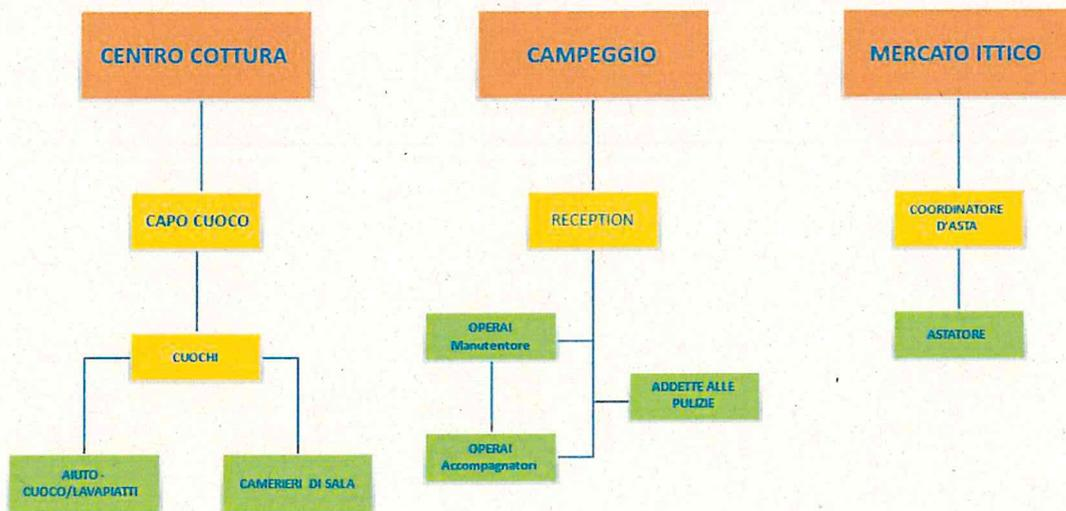 CENTRO COTTURA
CAMPEGGIO
MERCATO ITTICO
CAPO CUOCO
RECEPTION
COORDINATORE
D'ASTA
CUOCHI
OPERAI
Manutentore
ASTATORE
ADDETTE ALLE
PULIZIE
AIUTO -
CUOCO/LAVAPIATTI
CAMERIERI DI SALA
OPERAI
Accompagnatori